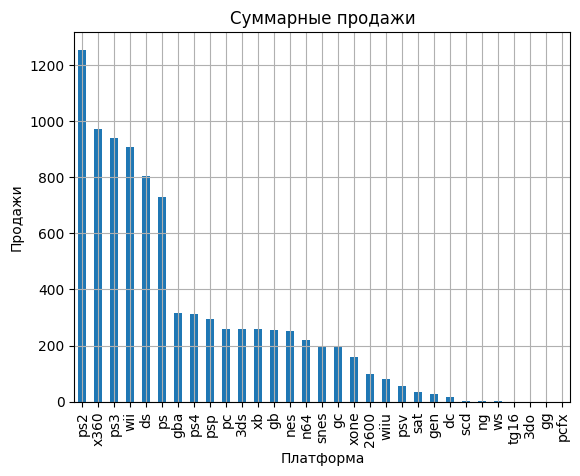 Суммарные продажи
Продажи
1200
1000
800
600
400
200
0
ps2
x360
ps3
wii
ds
ps
gba
ps4
psp
pc
3ds
xb
gb
nes
n64
snes
gc
xone
2600
wiiu
psv
sat
gen
dc
scd
ng
ws
tg16
3do
gg
pcfx
Платформа